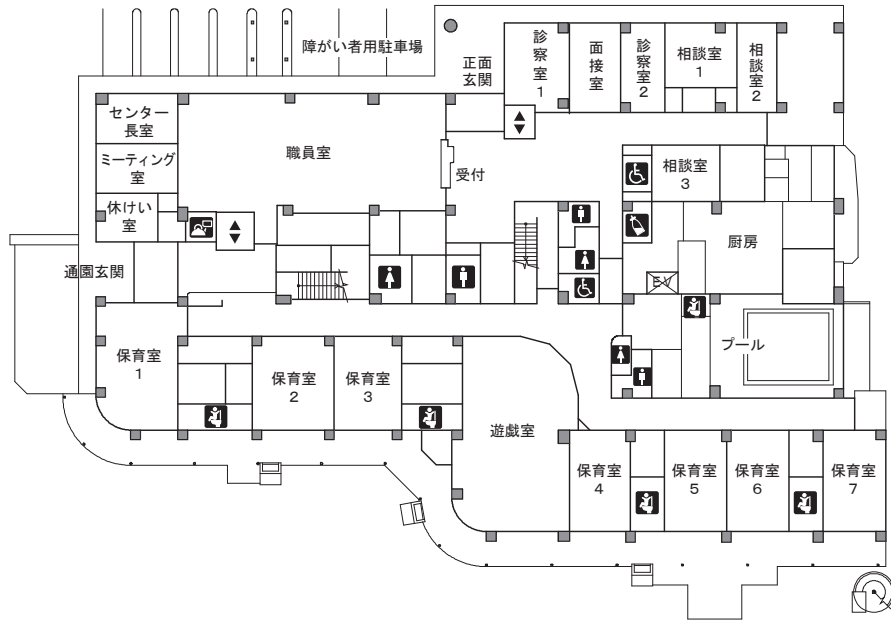 障がい者用駐車場
正面
玄関
診察室1
面接室
診察室2
相談室
1
相談室2
センター
長室
ミーティング
室
休けい
室
職員室
受付
相談室
3
厨房
通園玄関
EV
プール
保育室
1
保育室
2
保育室
3
遊戯室
保育室
4
保育室
5
保育室
6
保育室
7